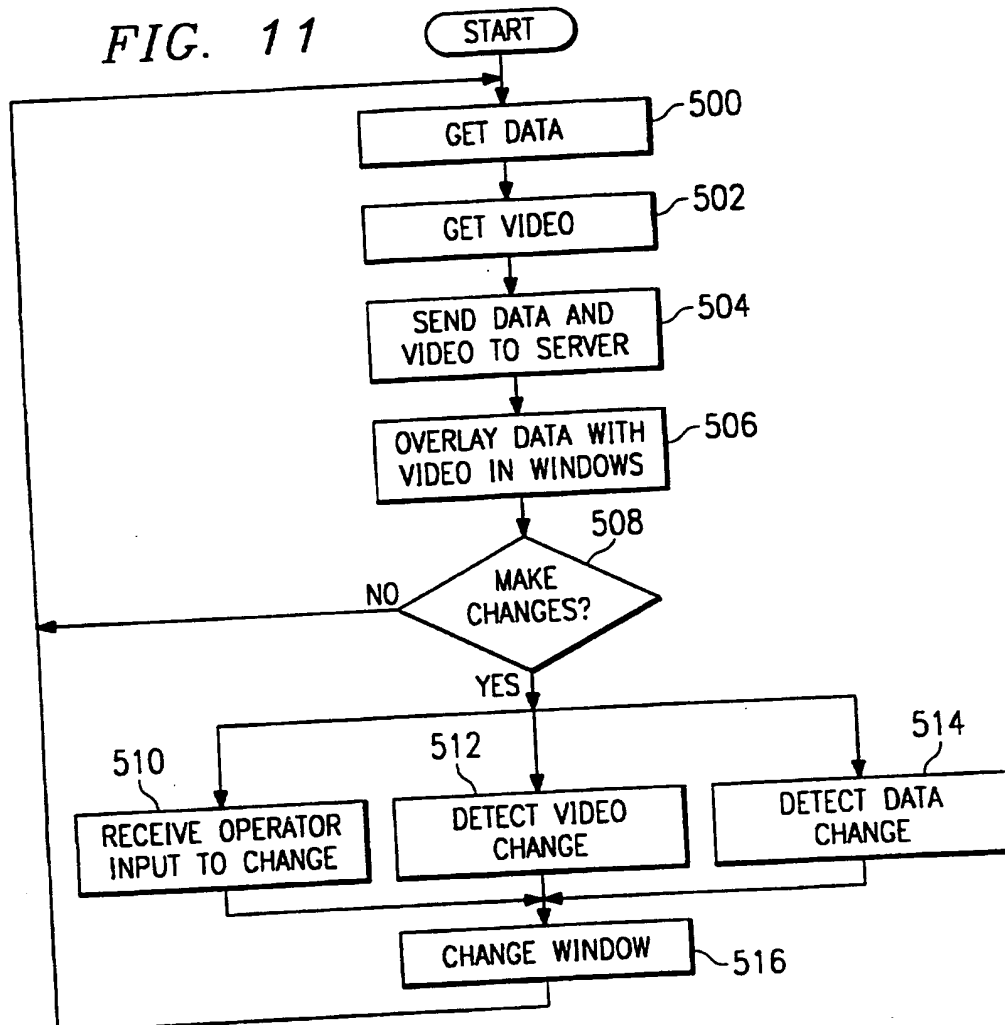 FIG. 11
START
GET DATA
500
GET VIDEO
502
SEND DATA AND
VIDEO TO SERVER
504
OVERLAY DATA WITH
VIDEO IN WINDOWS
506
508
MAKE
CHANGES?
NO
YES
510
RECEIVE OPERATOR
INPUT TO CHANGE
512
DETECT VIDEO
CHANGE
514
DETECT DATA
CHANGE
CHANGE WINDOW
516